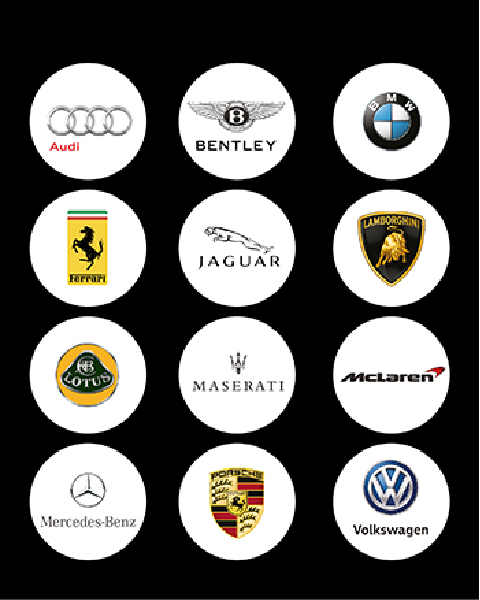 Audi
BENTLEY
BMW
Ferrari
JAGUAR
LAMBORGHINI
LOTUS
MASERATI
McLaren
Mercedes-Benz
PORSCHE
Volkswagen